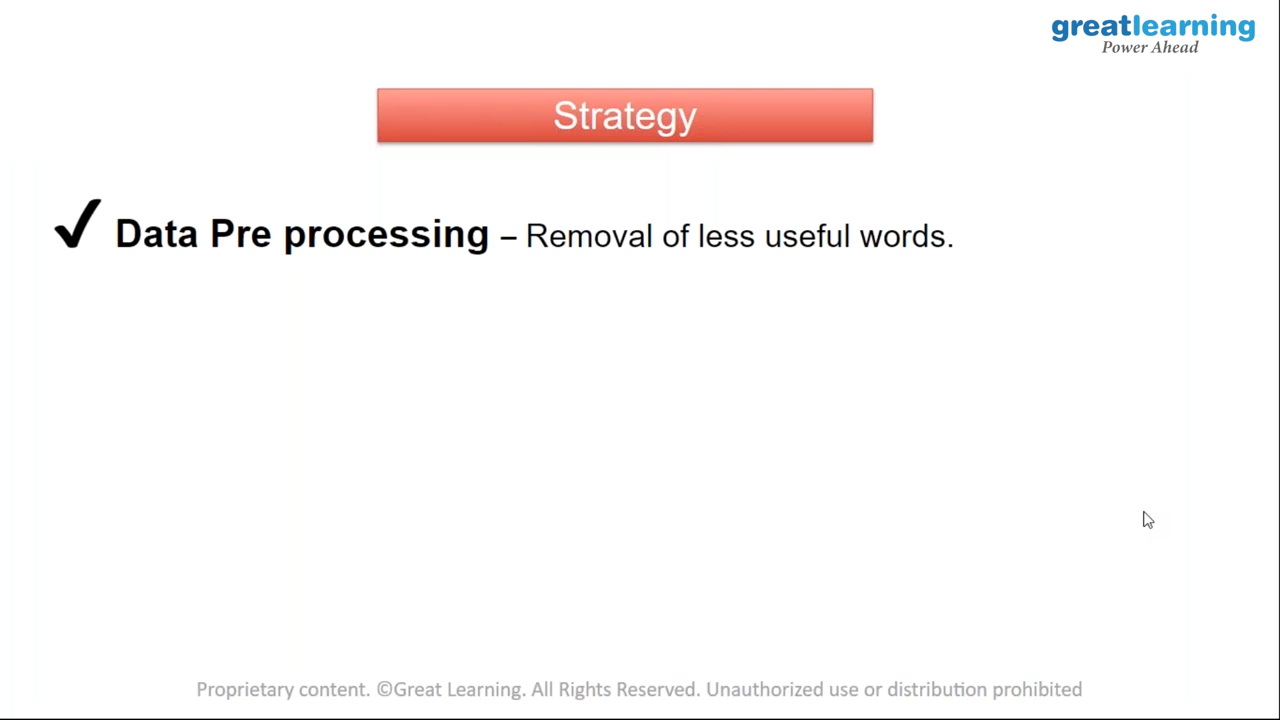 greatlearning
Power Ahead
Strategy
✓ Data Pre processing – Removal of less useful words.
Proprietary content. ©Great Learning. All Rights Reserved. Unauthorized use or distribution prohibited